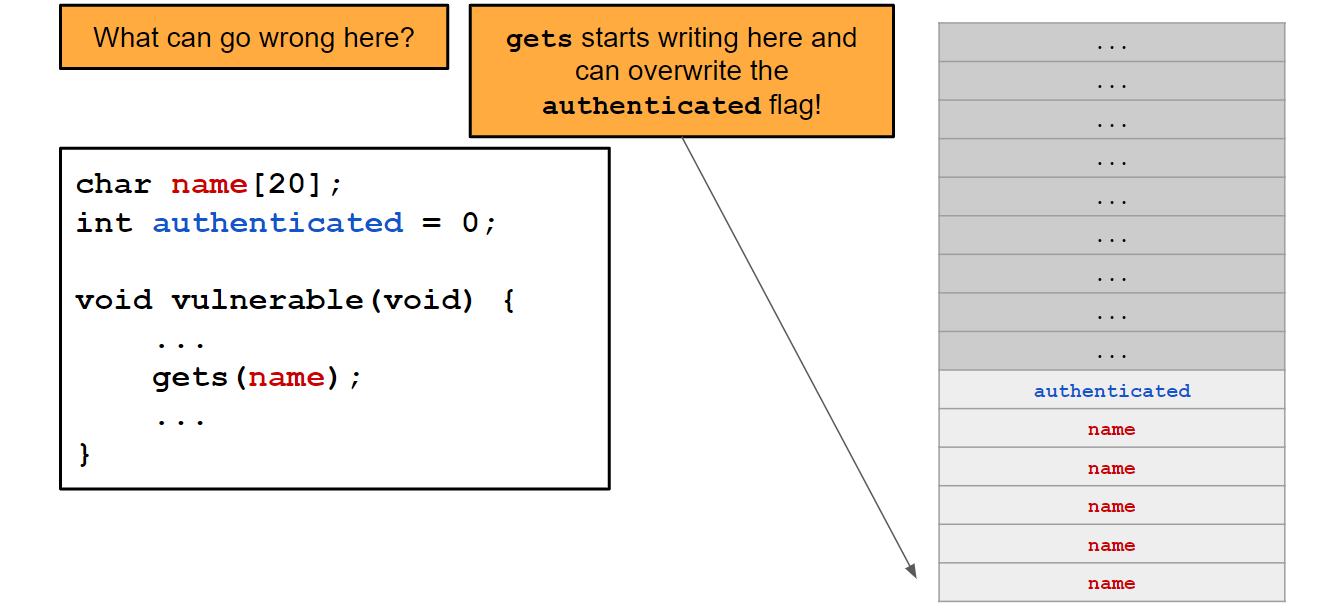 What can go wrong here?
gets starts writing here and
can overwrite the
authenticated flag!
char name[20];
int authenticated = 0;
void vulnerable(void) {
...
gets(name);
...
}
...
...
...
...
...
...
...
...
...
authenticated
name
name
name
name
name